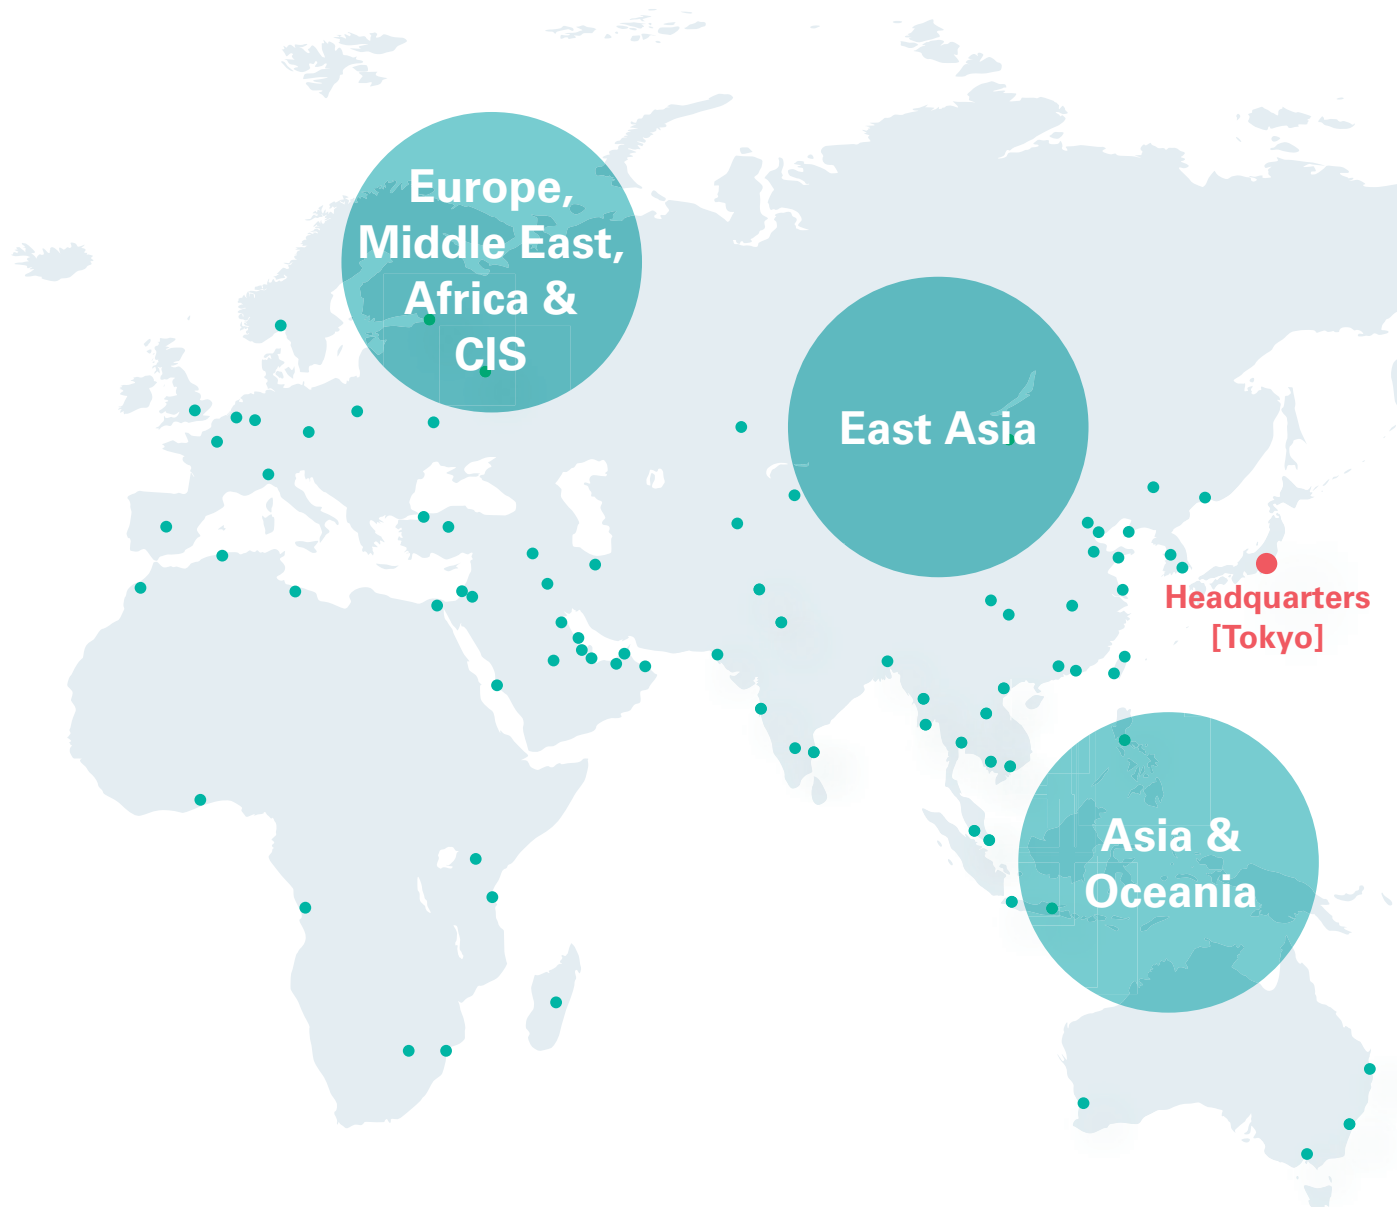 Europe,
Middle East,
Africa &
CIS
East Asia
Headquarters
[Tokyo]
Asia &
Oceania